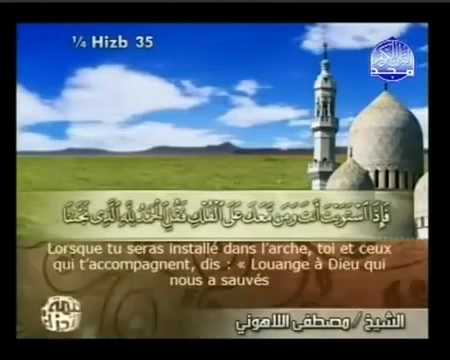 ¼ Hizb 35
مجد
فَإِذَا اسْتَوَيْتَ أَنتَ وَمَن مَّعَكَ عَلَى الْفُلْكِ فَقُلِ الْحَمْدُ لِلَّهِ الَّذِي نَجَّانَا
Lorsque tu seras installé dans l’arche, toi et ceux
qui t’accompagnent, dis : « Louange à Dieu qui
nous a sauvés
الشيخ/مصطفى اللاهوني